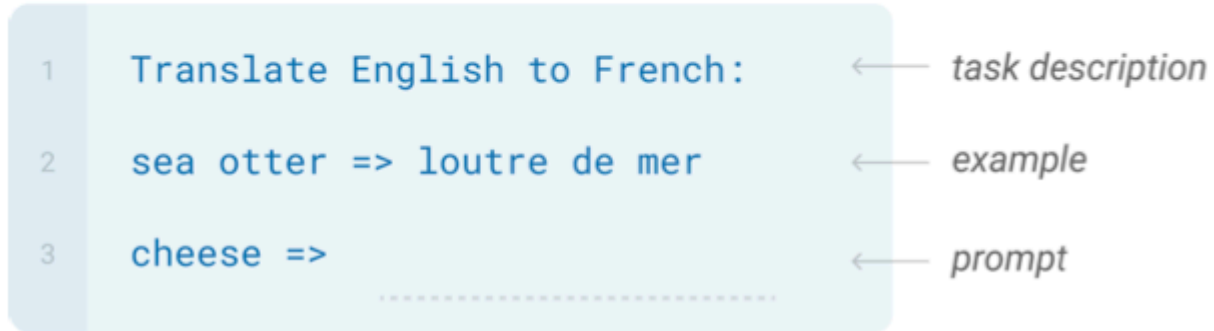 1 Translate English to French: ← task description
2 sea otter => loutre de mer ← example
3 cheese => ← prompt